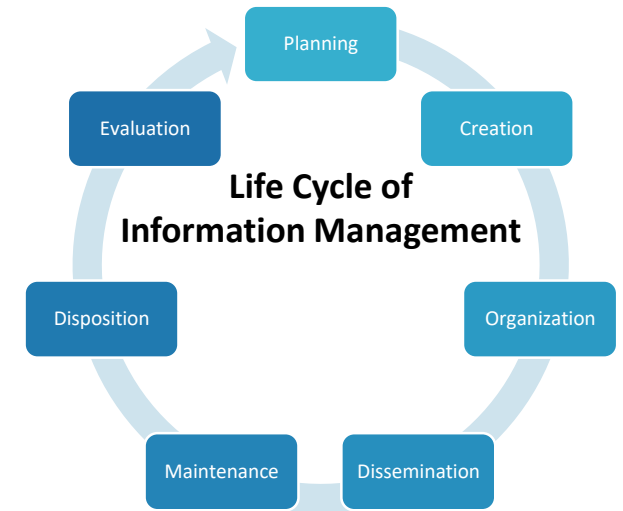 Planning
Creation
Organization
Dissemination
Maintenance
Disposition
Evaluation
Life Cycle of
Information Management